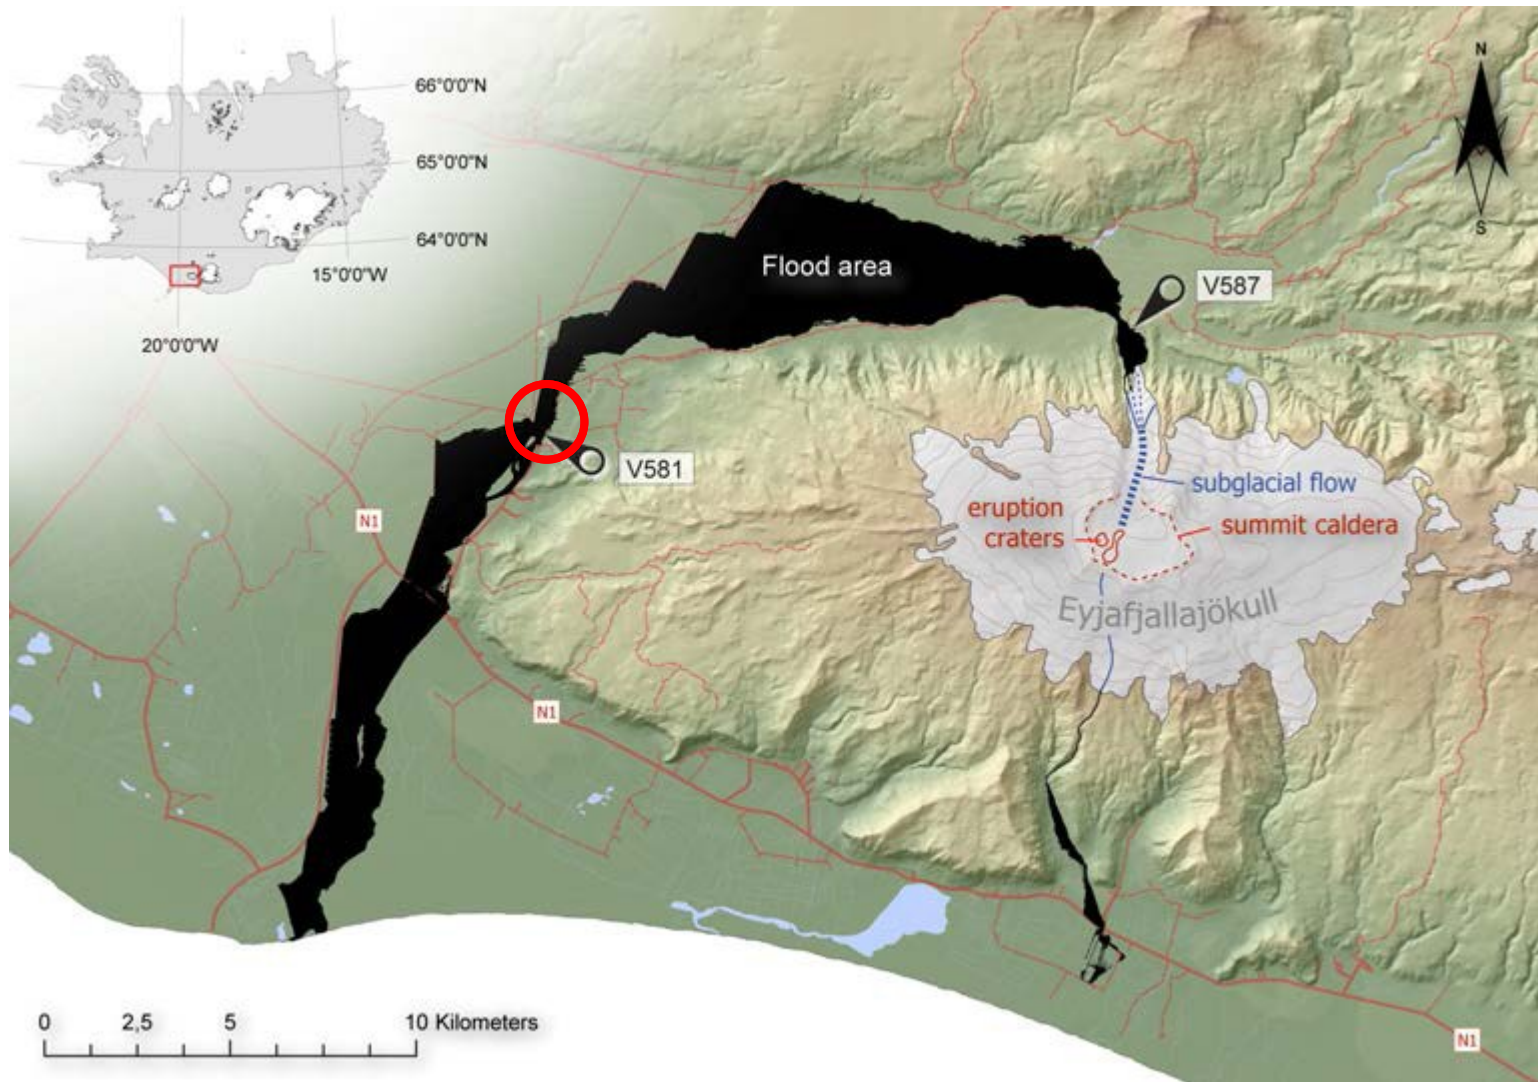 66°0'0"N
65°0'0"N
64°0'0"N
15°0'0"W
20°0'0"W
N
S
Flood area
V587
V581
subglacial flow
eruption
craters
summit caldera
Eyjafjallajökull
N1
N1
N1
0 2,5 5 10 Kilometers